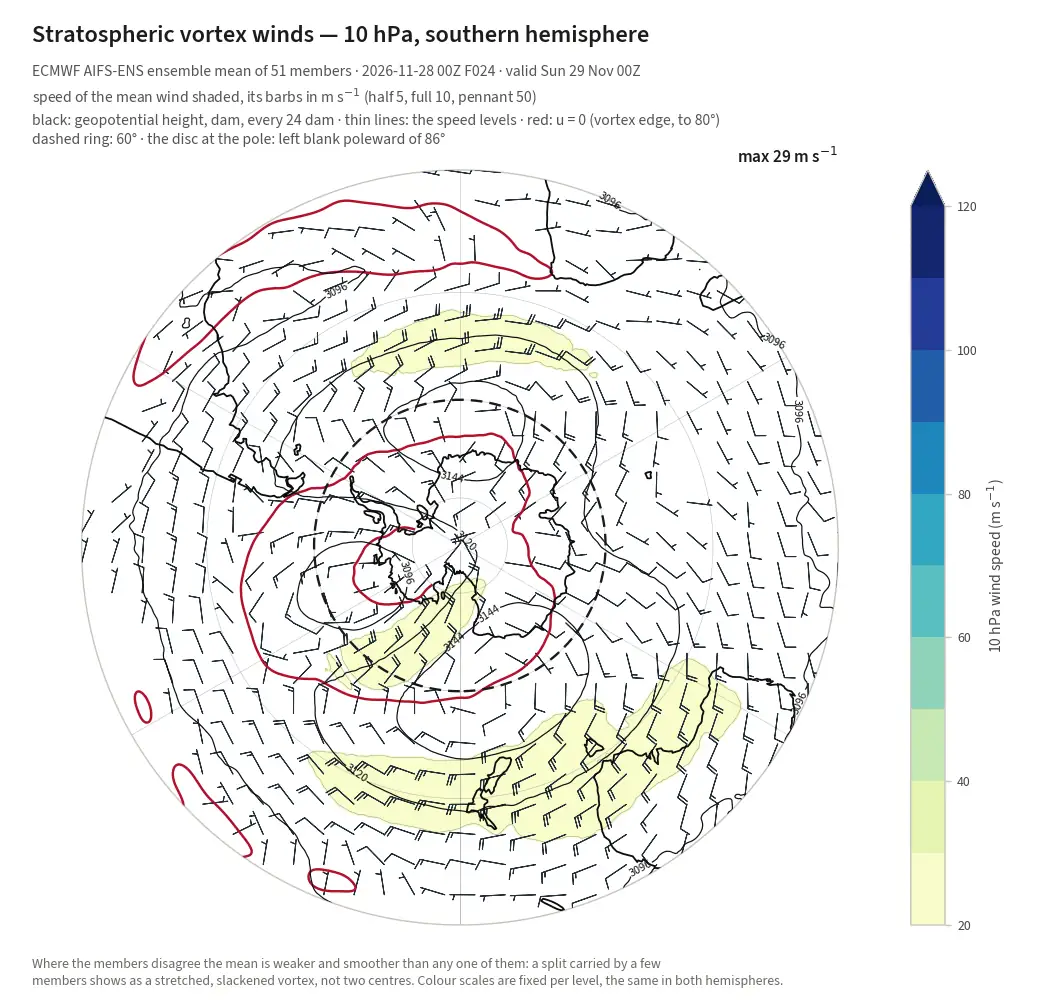 Stratospheric vortex winds — 10 hPa, southern hemisphere
ECMWF AIFS-ENS ensemble mean of 51 members · 2026-11-28 00Z F024 · valid Sun 29 Nov 00Z
speed of the mean wind shaded, its barbs in m s⁻¹ (half 5, full 10, pennant 50)
black: geopotential height, dam, every 24 dam · thin lines: the speed levels · red: u = 0 (vortex edge, to 80°)
dashed ring: 60° · the disc at the pole: left blank poleward of 86°
max 29 m s⁻¹
3096
3096
3096
3096
3144
3120
3096
3144
3144
3096
3120
3096
120
100
80
60
40
20
10 hPa wind speed (m s⁻¹)
Where the members disagree the mean is weaker and smoother than any one of them: a split carried by a few
members shows as a stretched, slackened vortex, not two centres. Colour scales are fixed per level, the same in both hemispheres.